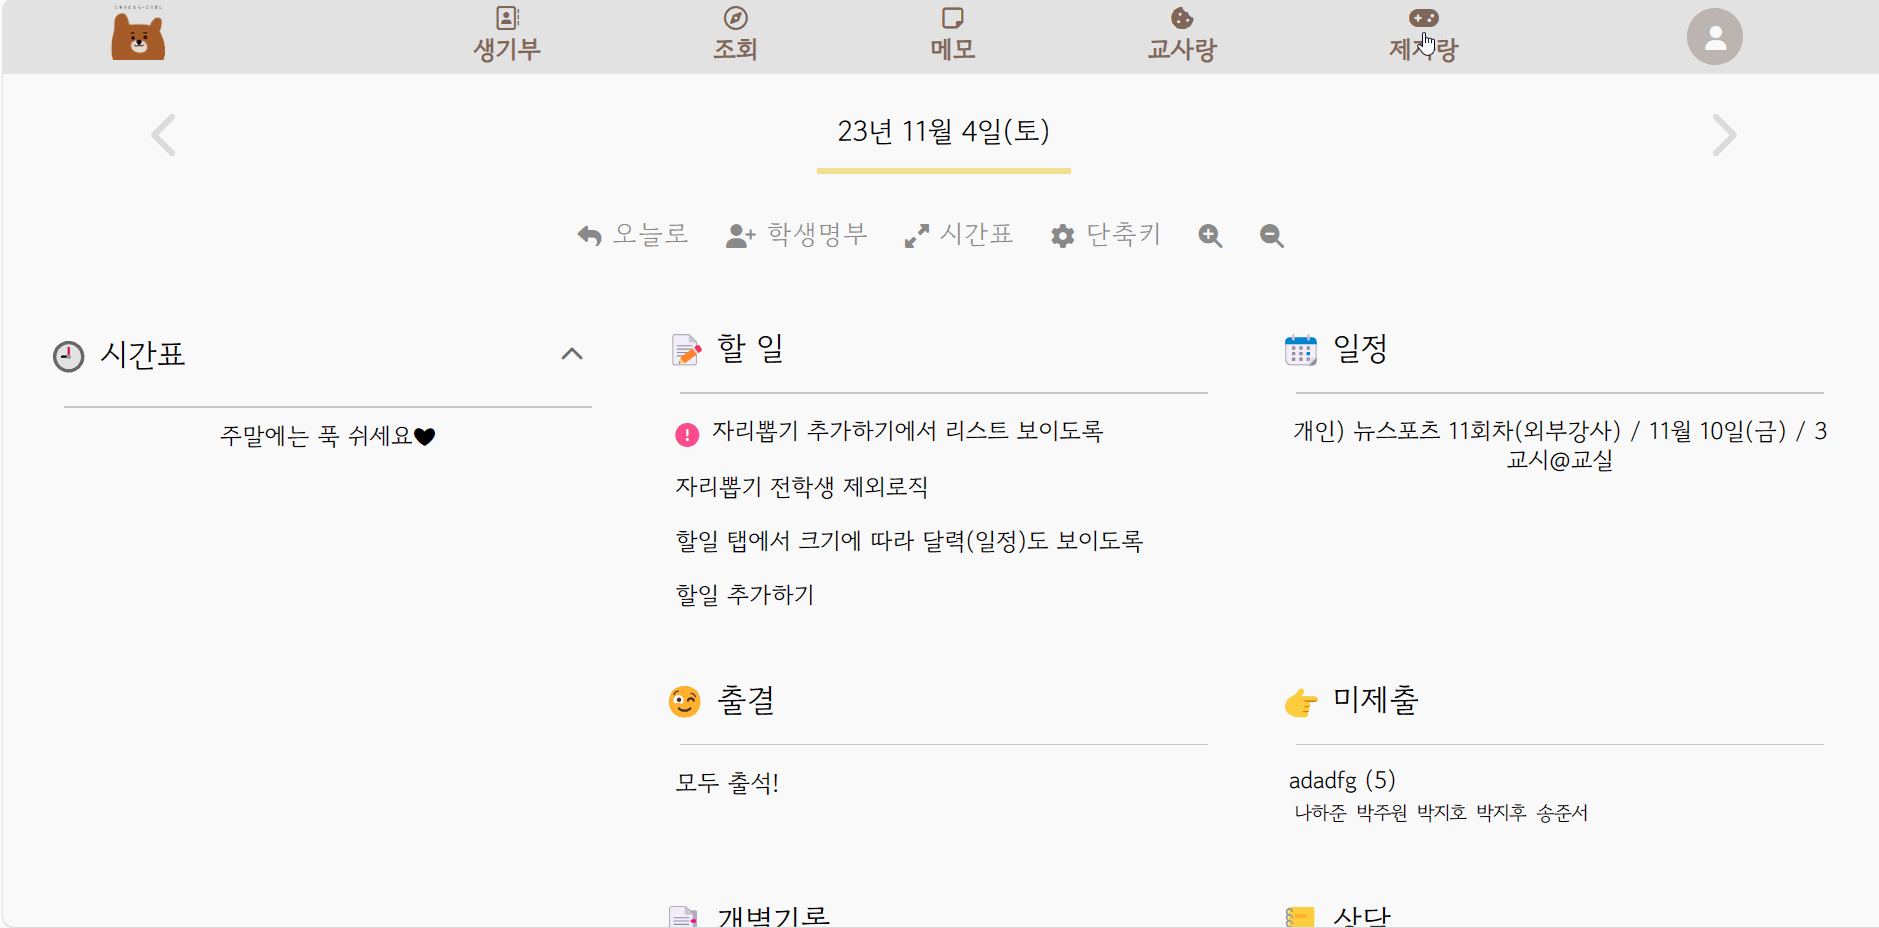 생기부
조회
메모
교사랑
제자랑
23년 11월 4일(토)
오늘로
학생명부
시간표
단축키
시간표
주말에는 푹 쉬세요🖤
할 일
자리뽑기 추가하기에서 리스트 보이도록
자리뽑기 전학생 제외로직
할일 탭에서 크기에 따라 달력(일정)도 보이도록
할일 추가하기
일정
개인) 뉴스포츠 11회차(외부강사) / 11월 10일(금) / 3
교시@교실
출결
모두 출석!
미제출
adadfg (5)
나하준 박주원 박지호 박지후 송준서
개별기록
상담